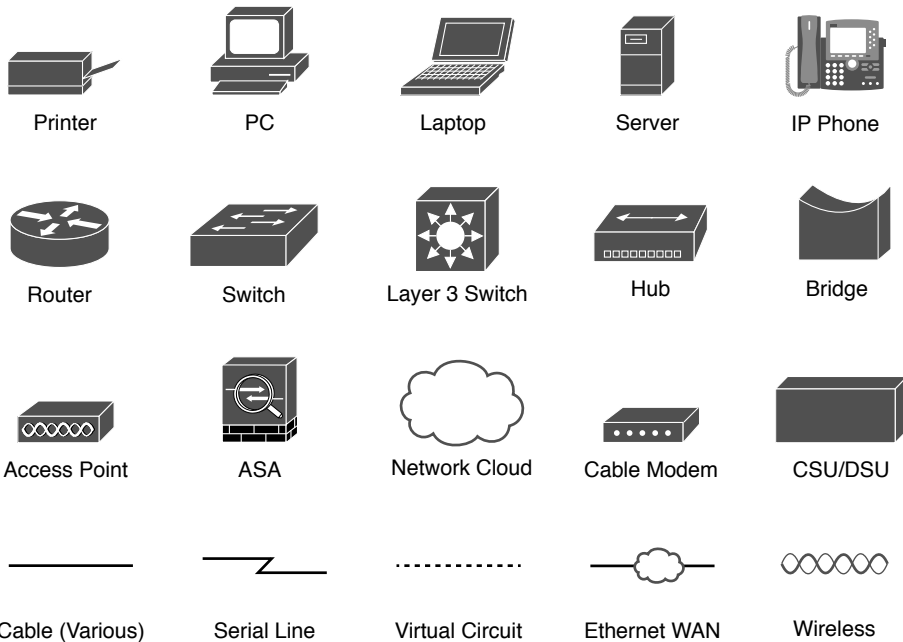 Printer
PC
Laptop
Server
IP Phone
Router
Switch
Layer 3 Switch
Hub
Bridge
Access Point
ASA
Network Cloud
Cable Modem
CSU/DSU
Cable (Various)
Serial Line
Virtual Circuit
Ethernet WAN
Wireless